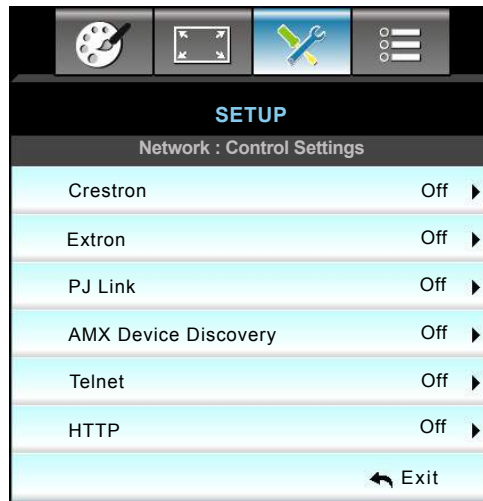 SETUP
Network : Control Settings
Crestron Off
Extron Off
PJ Link Off
AMX Device Discovery Off
Telnet Off
HTTP Off
Exit